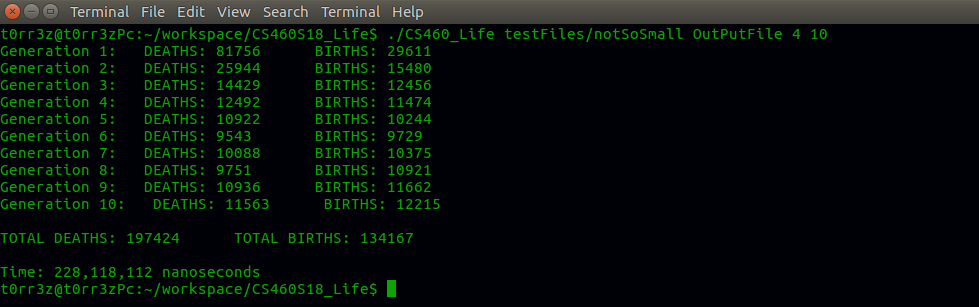 Terminal File Edit View Search Terminal Help
t0rr3z@t0rr3zPc:~/workspace/CS460S18_Life$ ./CS460_Life testFiles/notSoSmall OutPutFile 4 10
Generation 1: DEATHS: 81756 BIRTHS: 29611
Generation 2: DEATHS: 25944 BIRTHS: 15480
Generation 3: DEATHS: 14429 BIRTHS: 12456
Generation 4: DEATHS: 12492 BIRTHS: 11474
Generation 5: DEATHS: 10922 BIRTHS: 10244
Generation 6: DEATHS: 9543 BIRTHS: 9729
Generation 7: DEATHS: 10088 BIRTHS: 10375
Generation 8: DEATHS: 9751 BIRTHS: 10921
Generation 9: DEATHS: 10936 BIRTHS: 11662
Generation 10: DEATHS: 11563 BIRTHS: 12215
TOTAL DEATHS: 197424 TOTAL BIRTHS: 134167
Time: 228,118,112 nanoseconds
t0rr3z@t0rr3zPc:~/workspace/CS460S18_Life$